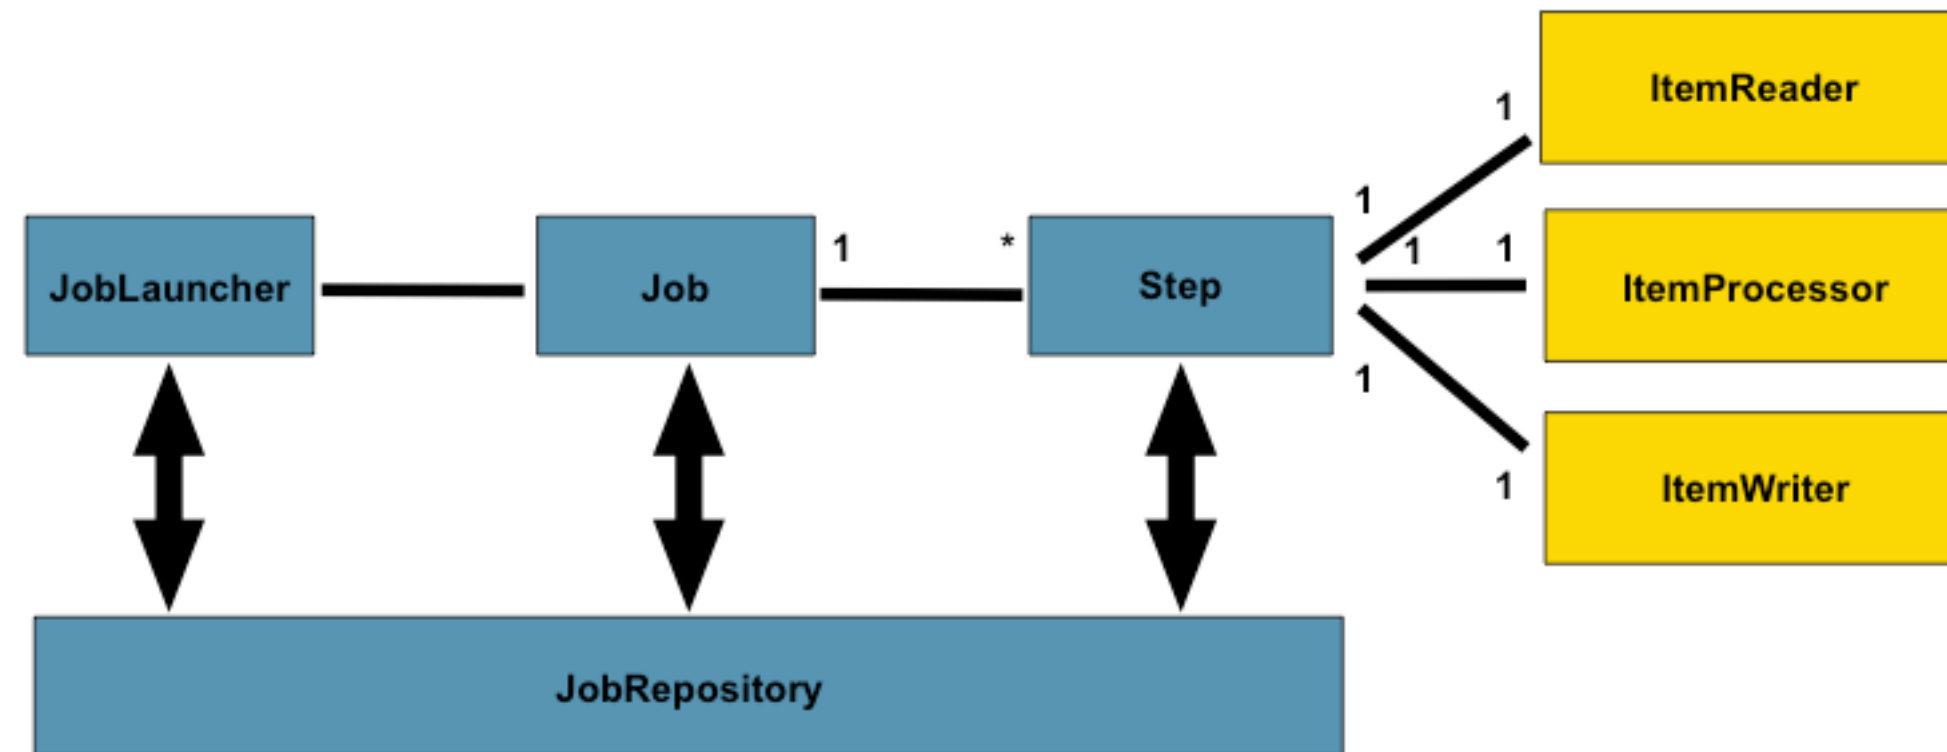 ItemReader
1
1
JobLauncher
Job
1
*
Step
1
1
ItemProcessor
1
1
ItemWriter
JobRepository